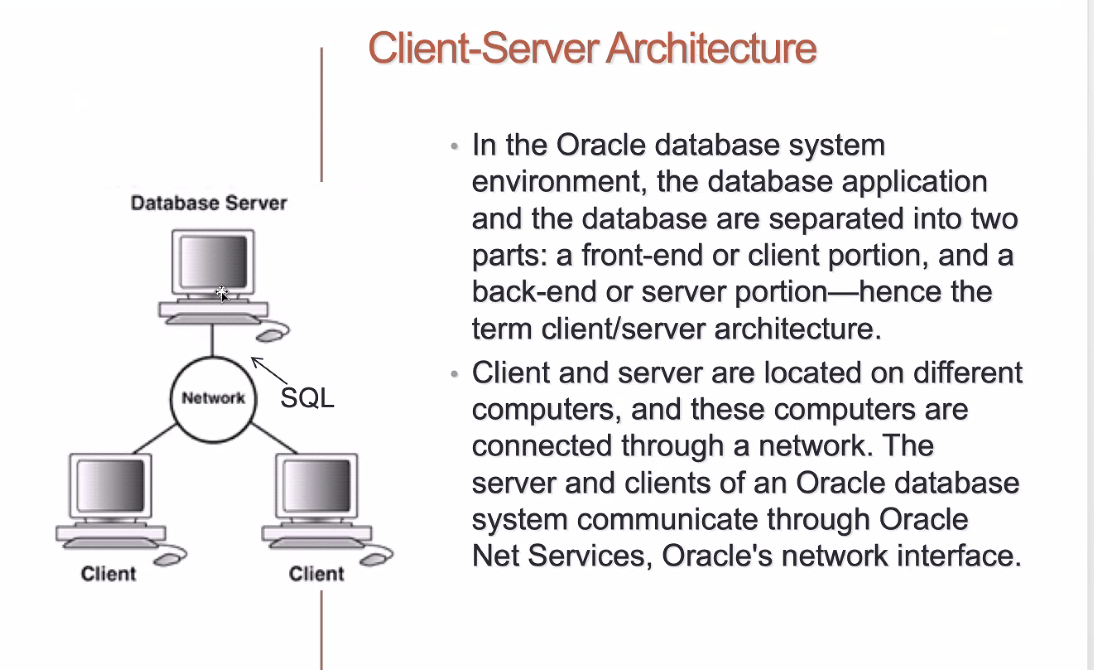 Client-Server Architecture
Database Server
Network
SQL
Client
Client
• In the Oracle database system
environment, the database application
and the database are separated into two
parts: a front-end or client portion, and a
back-end or server portion—hence the
term client/server architecture.
• Client and server are located on different
computers, and these computers are
connected through a network. The
server and clients of an Oracle database
system communicate through Oracle
Net Services, Oracle's network interface.